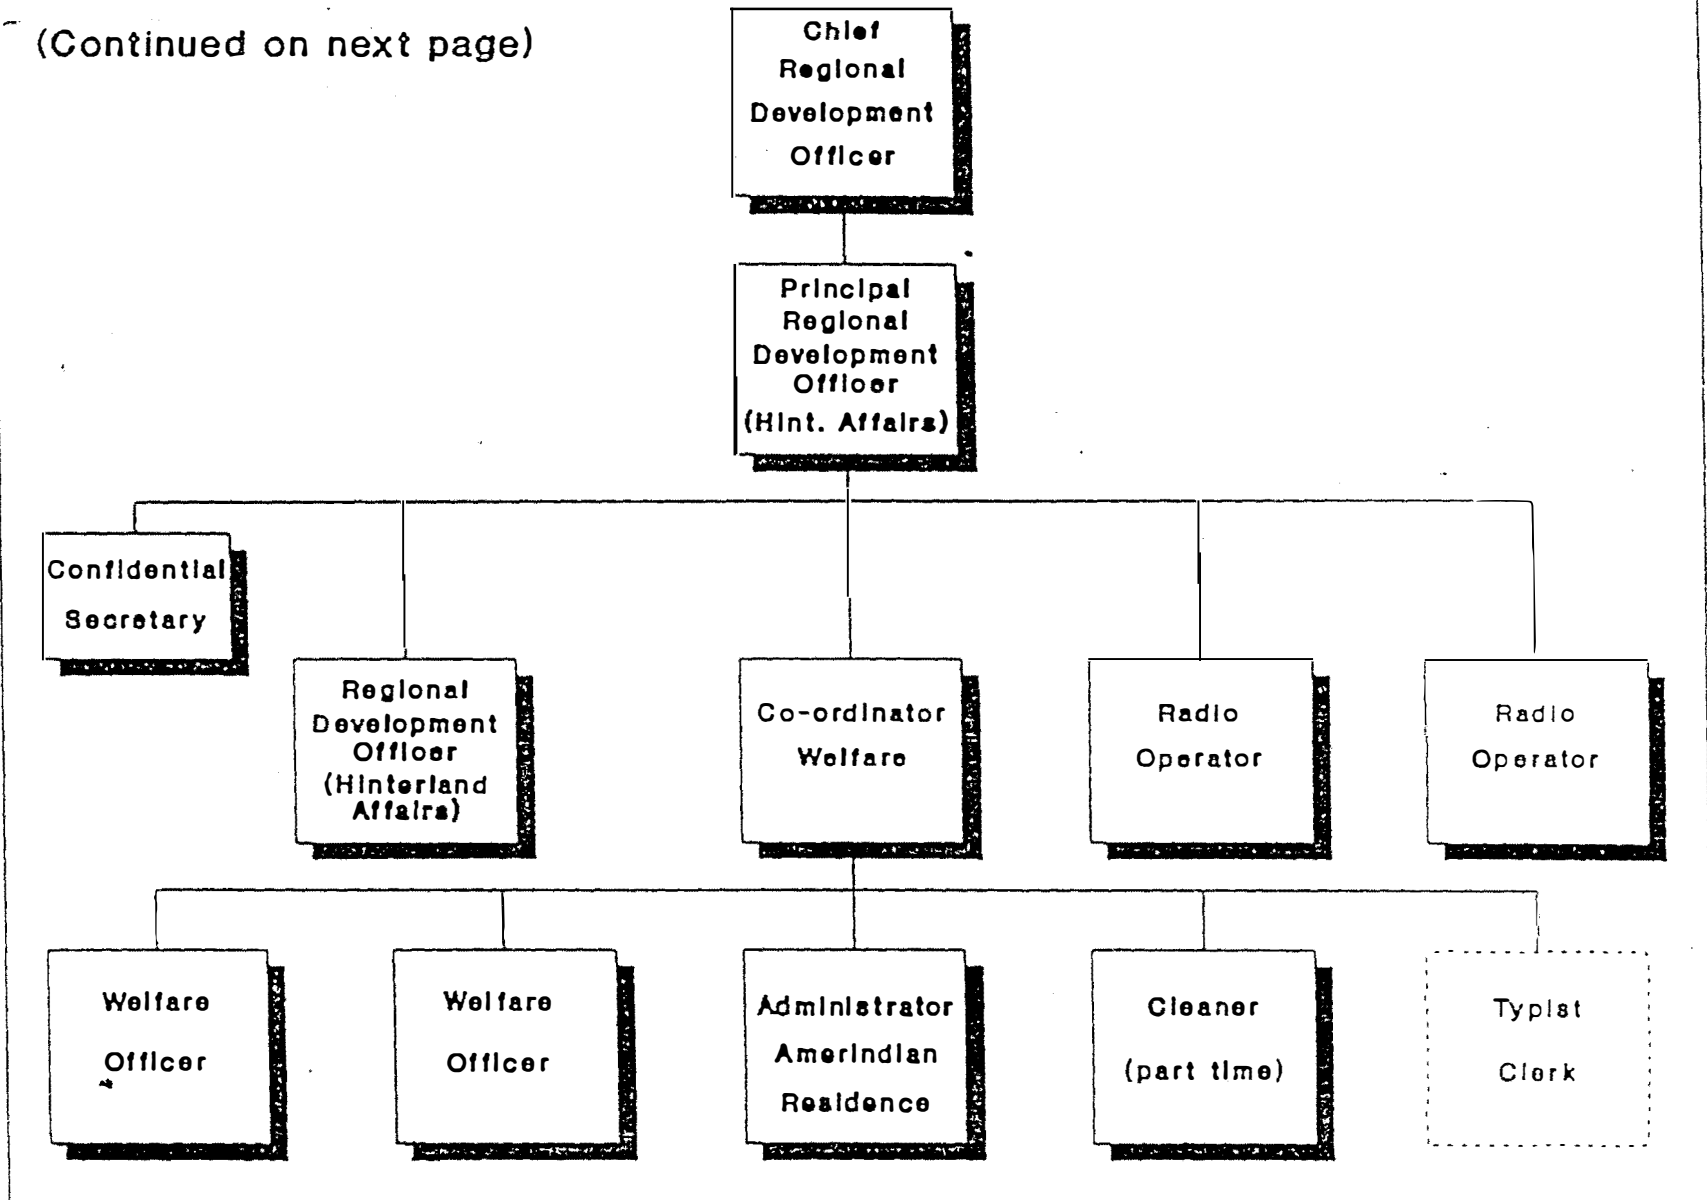 (Continued on next page)
Chief
Regional
Development
Officer
Principal
Regional
Development
Officer
(Hint. Affairs)
Confidential
Secretary
Regional
Development
Officer
(Hinterland
Affairs)
Co-ordinator
Welfare
Radio
Operator
Radio
Operator
Welfare
Officer
Welfare
Officer
Administrator
Amerindian
Residence
Cleaner
(part time)
Typist
Clerk